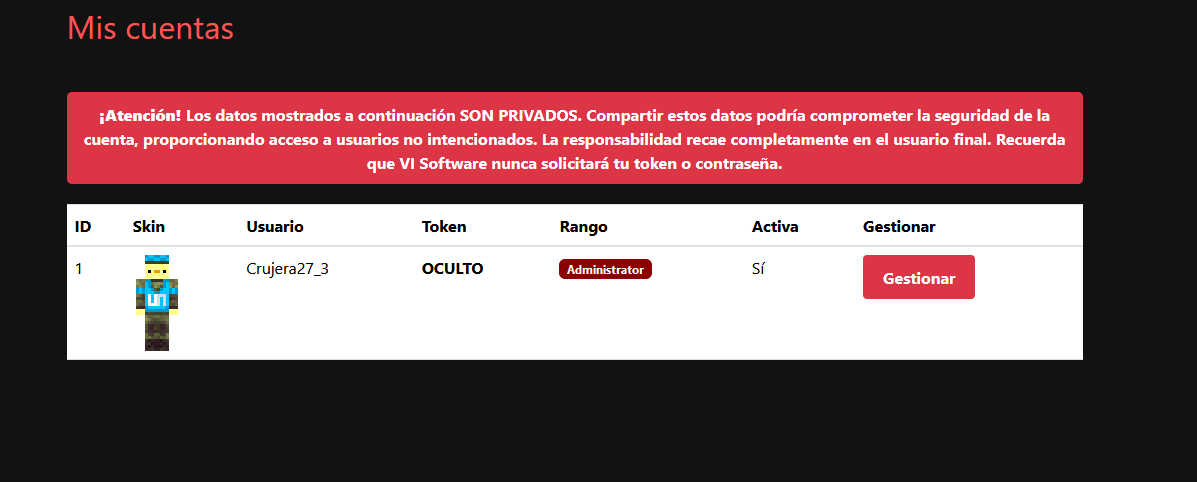 Mis cuentas
¡Atención! Los datos mostrados a continuación SON PRIVADOS. Compartir estos datos podría comprometer la seguridad de la
cuenta, proporcionando acceso a usuarios no intencionados. La responsabilidad recae completamente en el usuario final. Recuerda
que VI Software nunca solicitará tu token o contraseña.
ID Skin Usuario Token Rango Activa Gestionar
1 un Crujera27_3 OCULTO Administrator Sí Gestionar